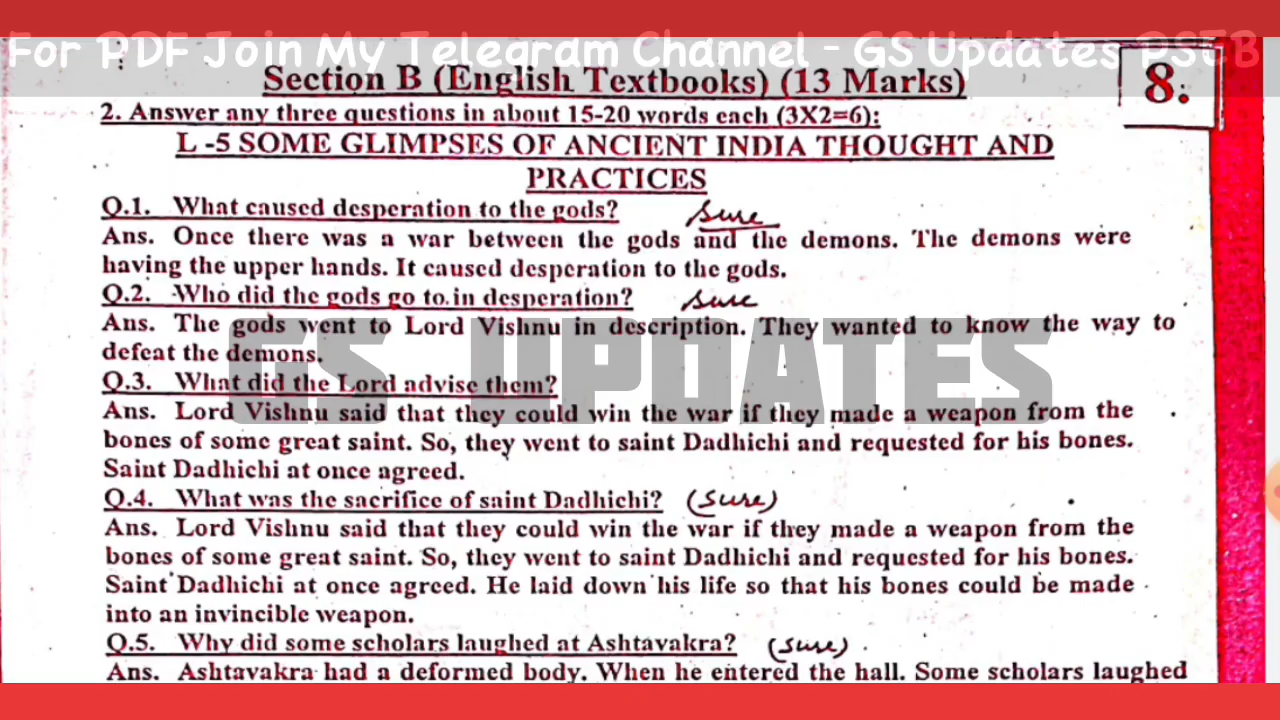 For PDF Join My Telegram Channel - GS Updates PSEB
8.
Section B (English Textbooks) (13 Marks)
2. Answer any three questions in about 15-20 words each (3X2=6):
L -5 SOME GLIMPSES OF ANCIENT INDIA THOUGHT AND
PRACTICES
Q.1. What caused desperation to the gods? Sure
Ans. Once there was a war between the gods and the demons. The demons were
having the upper hands. It caused desperation to the gods.
Q.2. Who did the gods go to in desperation? Sure
Ans. The gods went to Lord Vishnu in description. They wanted to know the way to
defeat the demons.
GS UPDATES
Q.3. What did the Lord advise them?
Ans. Lord Vishnu said that they could win the war if they made a weapon from the
bones of some great saint. So, they went to saint Dadhichi and requested for his bones.
Saint Dadhichi at once agreed.
Q.4. What was the sacrifice of saint Dadhichi? (Sure)
Ans. Lord Vishnu said that they could win the war if they made a weapon from the
bones of some great saint. So, they went to saint Dadhichi and requested for his bones.
Saint Dadhichi at once agreed. He laid down his life so that his bones could be made
into an invincible weapon.
Q.5. Why did some scholars laughed at Ashtavakra? (Sure)
Ans. Ashtavakra had a deformed body. When he entered the hall. Some scholars laughed